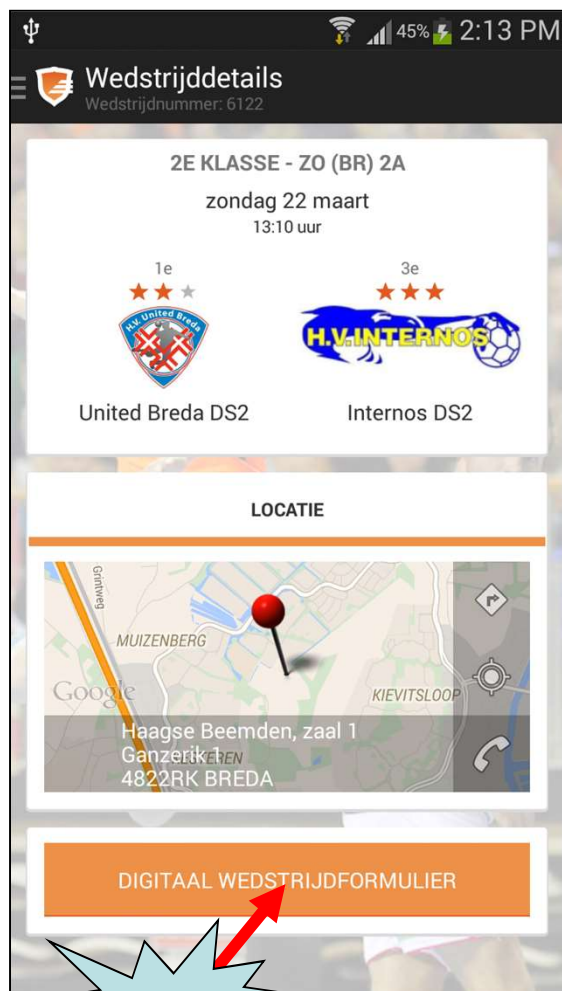 45% 2:13 PM
Wedstrijddetails
Wedstrijdnummer: 6122
2E KLASSE - ZO (BR) 2A
zondag 22 maart
13:10 uur
1e
3e
H.V. United Breda
H.V.INTERNOS
United Breda DS2
Internos DS2
LOCATIE
Grintweg
MUIZENBERG
Google
KIEVITSLOOP
Haagse Beemden, zaal 1
Ganzerik 1
4822RK BREDA
DIGITAAL WEDSTRIJDFORMULIER